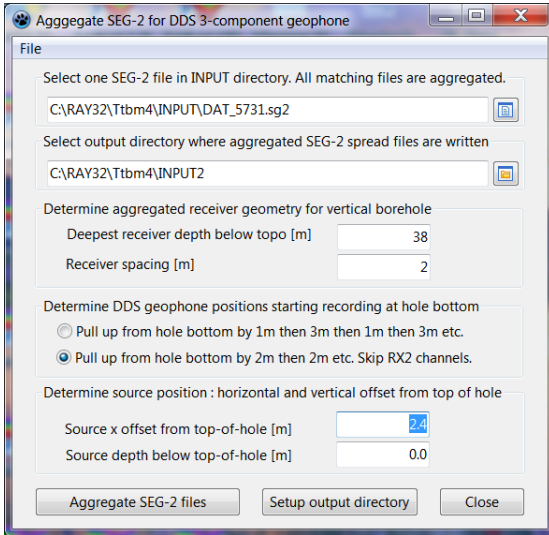 Agggegate SEG-2 for DDS 3-component geophone
File
Select one SEG-2 file in INPUT directory. All matching files are aggregated.
C:\RAY32\Ttbm4\INPUT\DAT_5731.sg2
Select output directory where aggregated SEG-2 spread files are written
C:\RAY32\Ttbm4\INPUT2
Determine aggregated receiver geometry for vertical borehole
Deepest receiver depth below topo [m] 38
Receiver spacing [m] 2
Determine DDS geophone positions starting recording at hole bottom
Pull up from hole bottom by 1m then 3m then 1m then 3m etc.
Pull up from hole bottom by 2m then 2m etc. Skip RX2 channels.
Determine source position : horizontal and vertical offset from top of hole
Source x offset from top-of-hole [m] 2.4
Source depth below top-of-hole [m] 0.0
Aggregate SEG-2 files Setup output directory Close